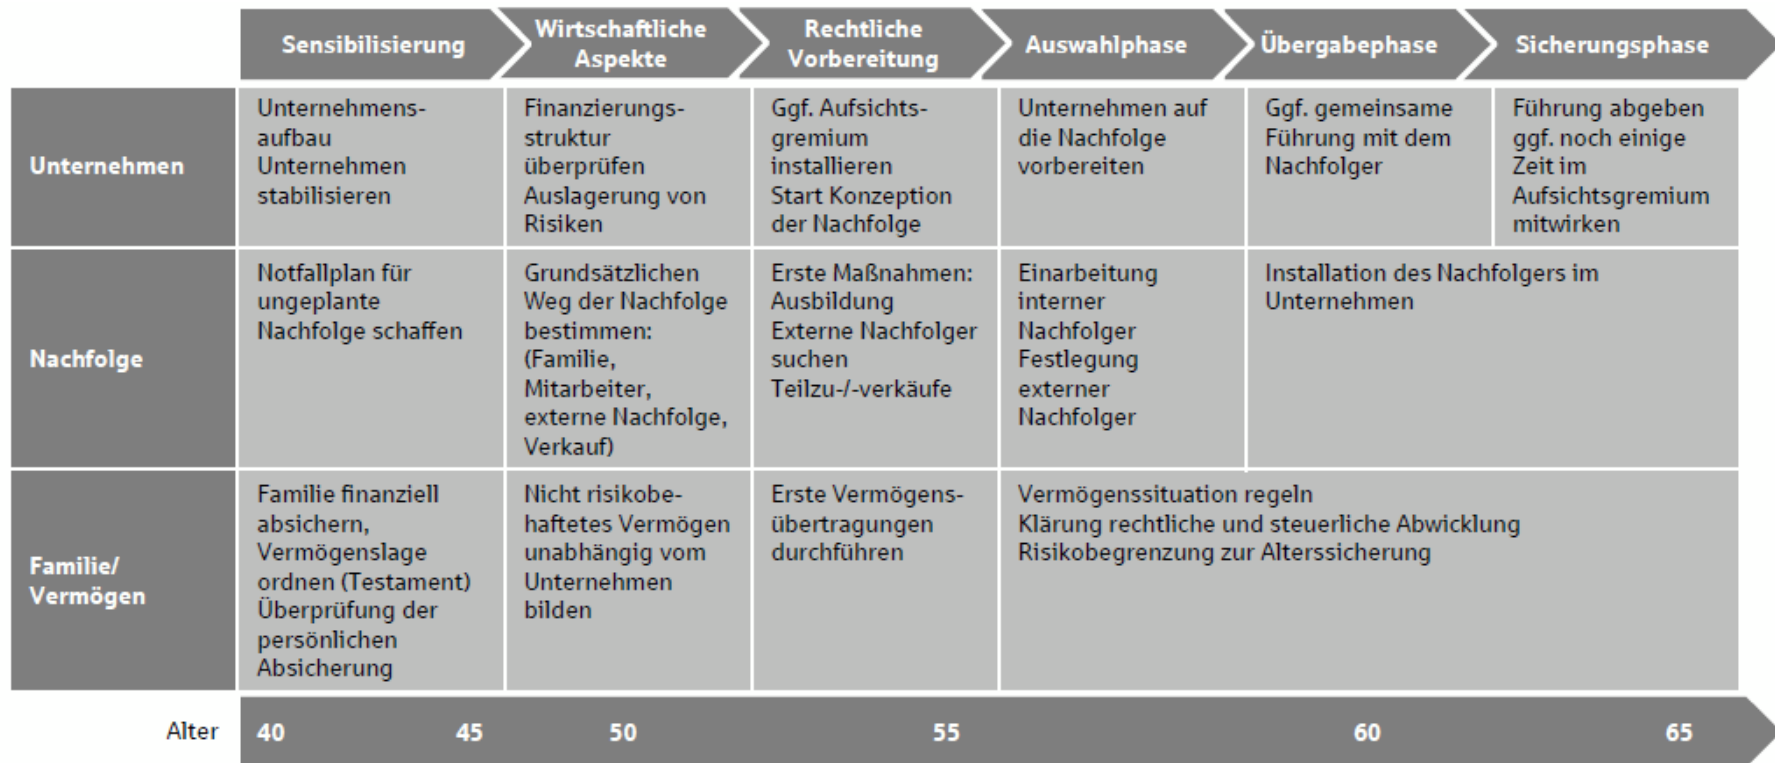 Sensibilisierung
Wirtschaftliche
Aspekte
Rechtliche
Vorbereitung
Auswahlphase
Übergabephase
Sicherungsphase
Unternehmen
Unternehmens-
aufbau
Unternehmen
stabilisieren
Finanzierungs-
struktur
überprüfen
Auslagerung von
Risiken
Ggf. Aufsichts-
gremium
installieren
Start Konzeption
der Nachfolge
Unternehmen auf
die Nachfolge
vorbereiten
Ggf. gemeinsame
Führung mit dem
Nachfolger
Führung abgeben
ggf. noch einige
Zeit im
Aufsichtsgremium
mitwirken
Nachfolge
Notfallplan für
ungeplante
Nachfolge schaffen
Grundsätzlichen
Weg der Nachfolge
bestimmen:
(Familie,
Mitarbeiter,
externe Nachfolge,
Verkauf)
Erste Maßnahmen:
Ausbildung
Externe Nachfolger
suchen
Teilzu-/-verkäufe
Einarbeitung
interner
Nachfolger
Festlegung
externer
Nachfolger
Installation des Nachfolgers im
Unternehmen
Familie/
Vermögen
Familie finanziell
absichern,
Vermögenslage
ordnen (Testament)
Überprüfung der
persönlichen
Absicherung
Nicht risikobe-
haftetes Vermögen
unabhängig vom
Unternehmen
bilden
Erste Vermögens-
übertragungen
durchführen
Vermögenssituation regeln
Klärung rechtliche und steuerliche Abwicklung
Risikobegrenzung zur Alterssicherung
Alter 40 45 50 55 60 65